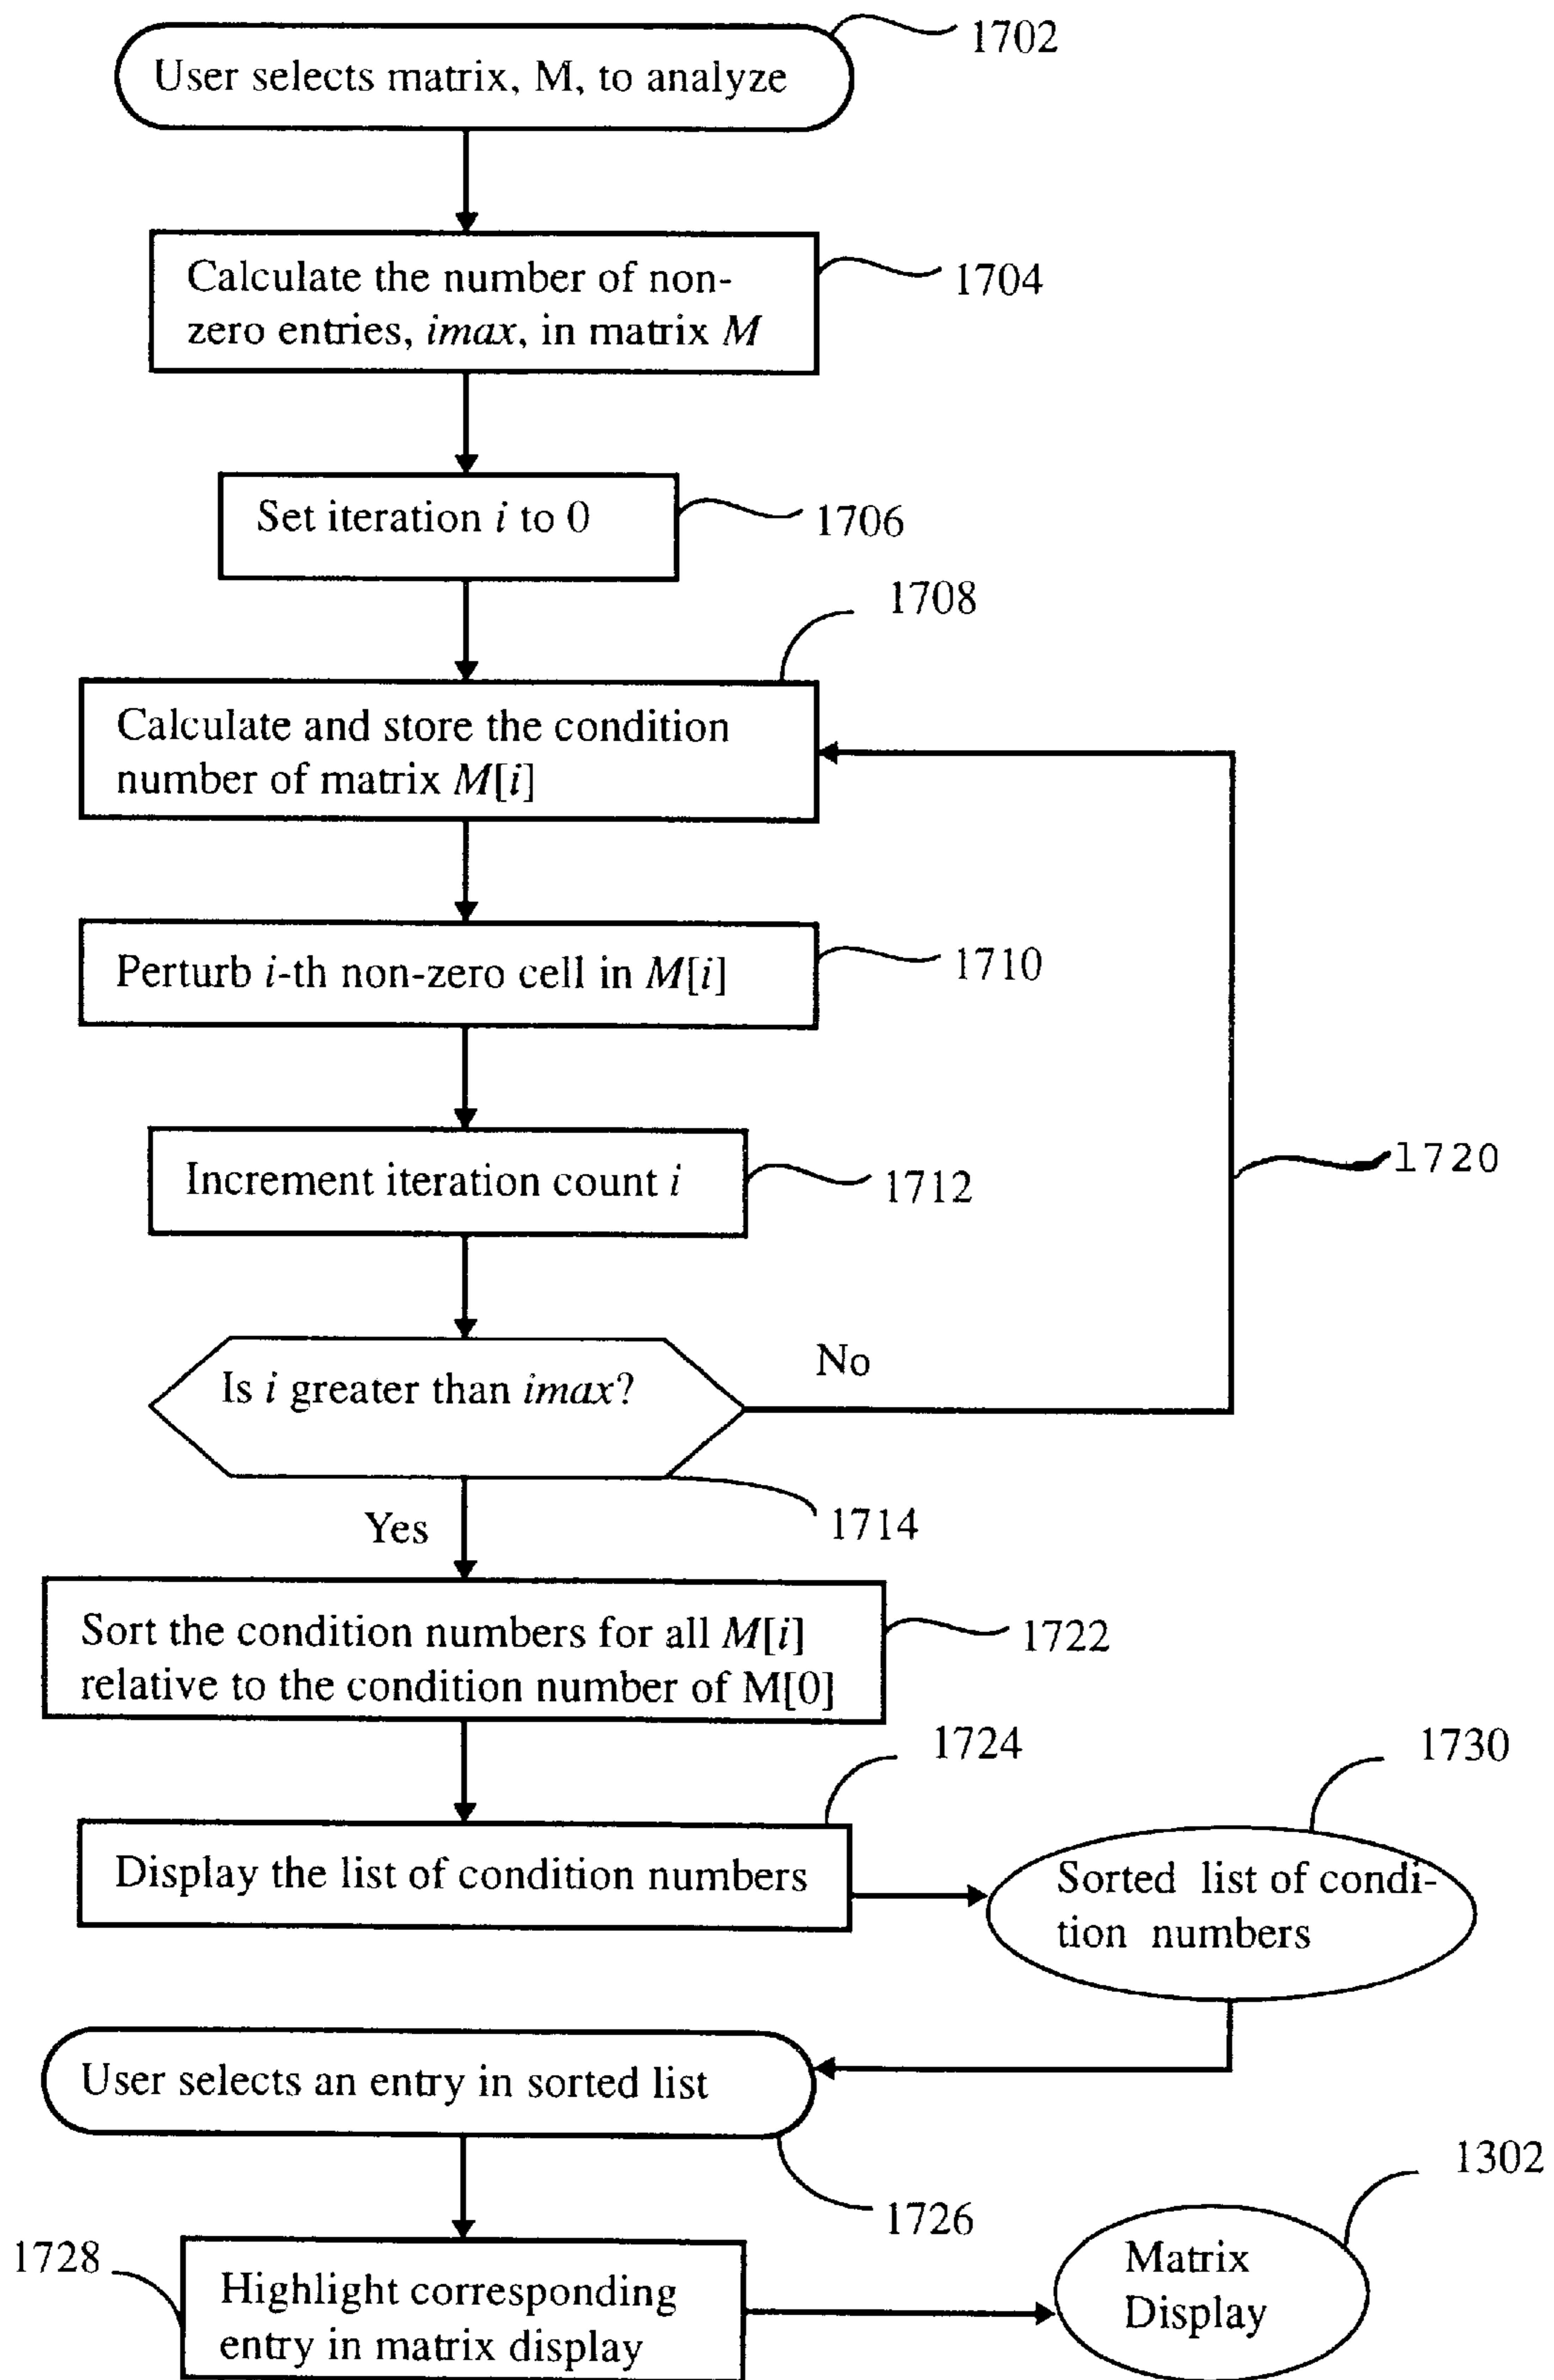 1702
User selects matrix, M, to analyze
Calculate the number of non-
zero entries, imax, in matrix M
1704
Set iteration i to 0
1706
1708
Calculate and store the condition
number of matrix M[i]
Perturb i-th non-zero cell in M[i]
1710
Increment iteration count i
1712
1720
Is i greater than imax?
No
Yes
1714
Sort the condition numbers for all M[i]
relative to the condition number of M[0]
1722
1724
1730
Display the list of condition numbers
Sorted list of condi-
tion numbers
User selects an entry in sorted list
1726
1302
1728
Highlight corresponding
entry in matrix display
Matrix
Display